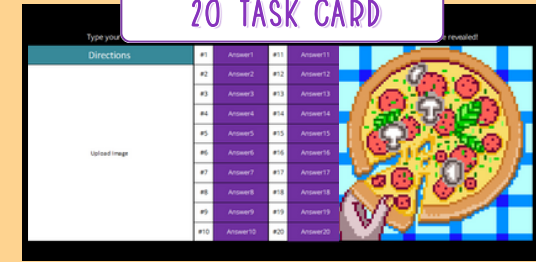 20 TASK CARD
Type your
e revealed!
Directions
Upload Image
#1 Answer1 #11 Answer11
#2 Answer2 #12 Answer12
#3 Answer3 #13 Answer13
#4 Answer4 #14 Answer14
#5 Answer5 #15 Answer15
#6 Answer6 #16 Answer16
#7 Answer7 #17 Answer17
#8 Answer8 #18 Answer18
#9 Answer9 #19 Answer19
#10 Answer10 #20 Answer20